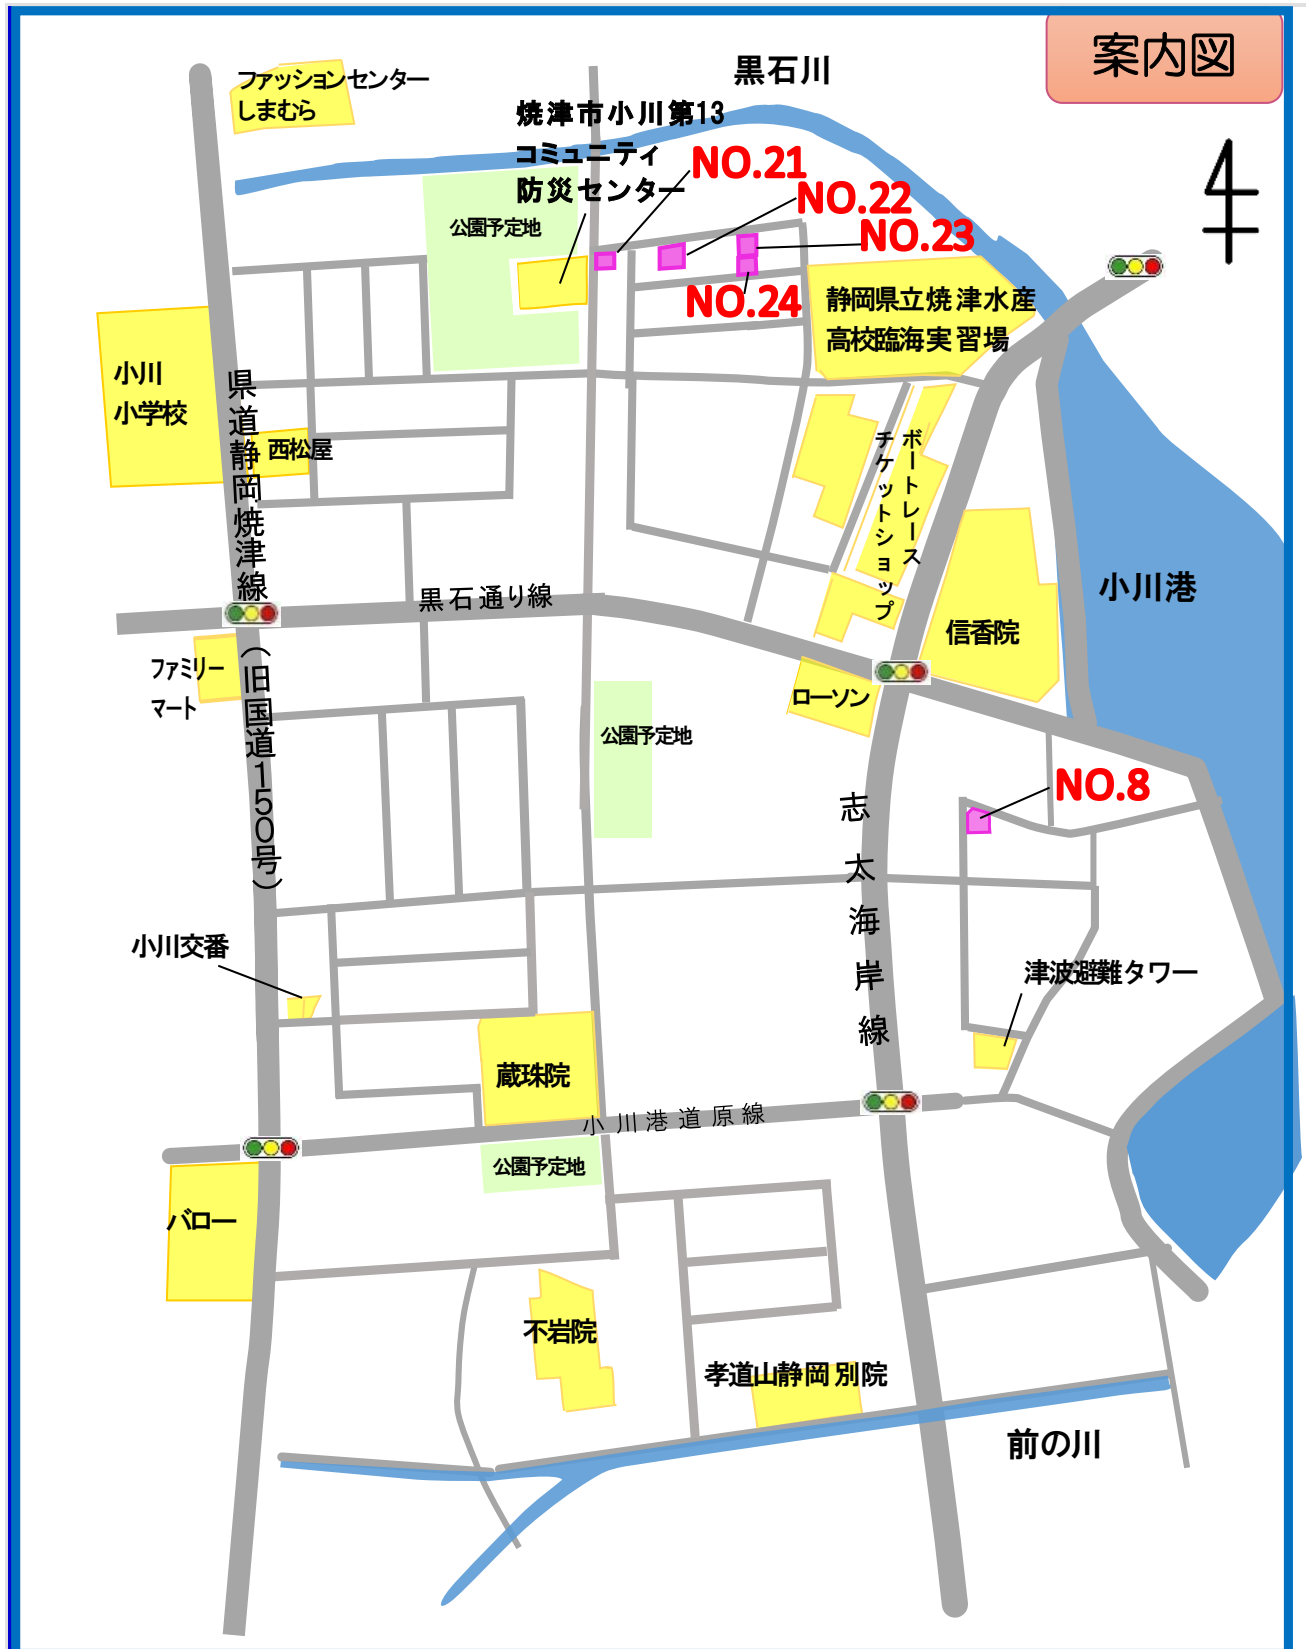 案内図
黒石川
ファッションセンター
しまむら
焼津市小川第13
コミュニティ
防災センター
NO.21
NO.22
NO.23
NO.24
公園予定地
静岡県立焼津水産
高校臨海実習場
小川
小学校
県道静岡焼津線(旧国道150号)
西松屋
ボートレース
チケットショップ
小川港
黒石通り線
信香院
ファミリー
マート
ローソン
公園予定地
NO.8
志太海岸線
小川交番
津波避難タワー
蔵珠院
小川港道原線
公園予定地
バロー
不岩院
孝道山静岡別院
前の川